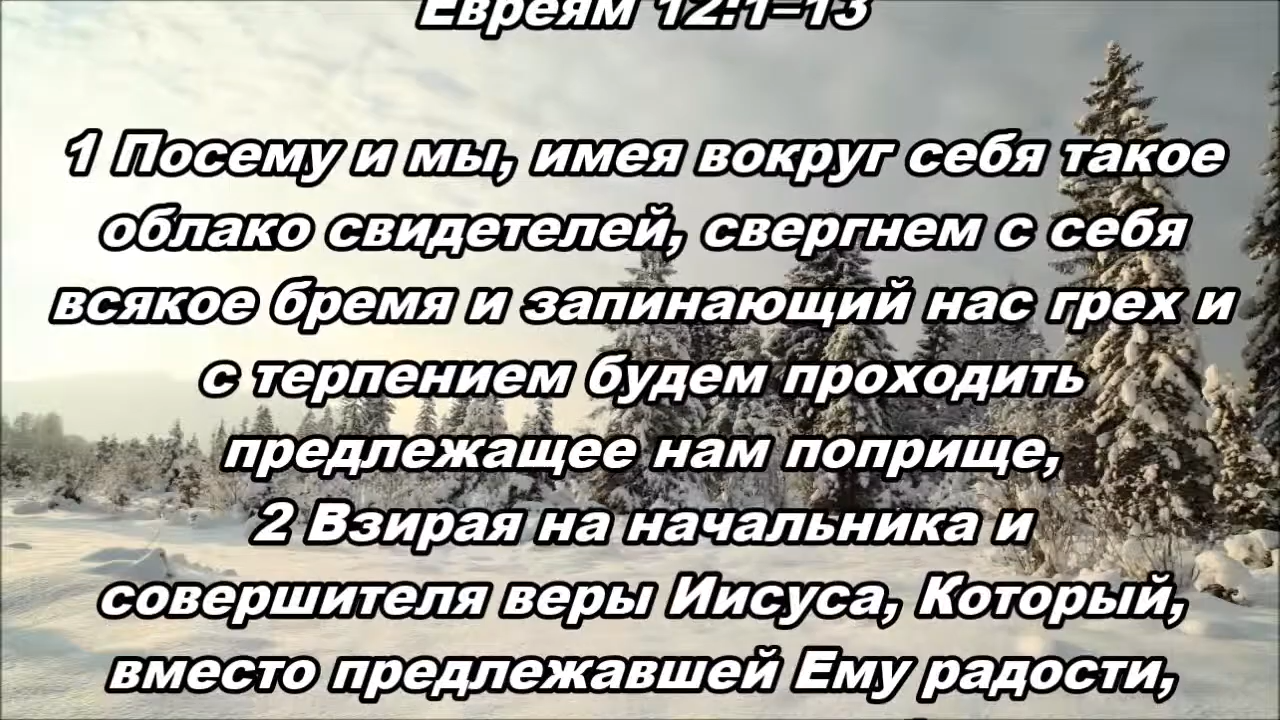 Евреям 12:1–13
1 Посему и мы, имея вокруг себя такое
облако свидетелей, свергнем с себя
всякое бремя и запинающий нас грех и
с терпением будем проходить
предлежащее нам поприще,
2 Взирая на начальника и
совершителя веры Иисуса, Который,
вместо предлежавшей Ему радости,